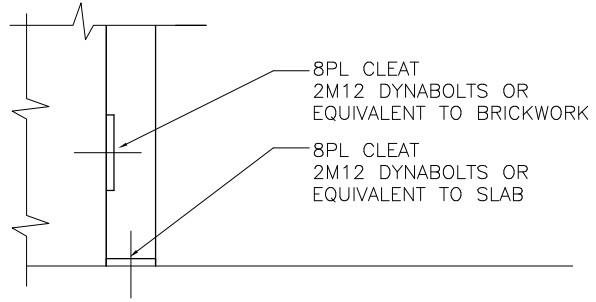 8PL CLEAT
2M12 DYNABOLTS OR
EQUIVALENT TO BRICKWORK
8PL CLEAT
2M12 DYNABOLTS OR
EQUIVALENT TO SLAB